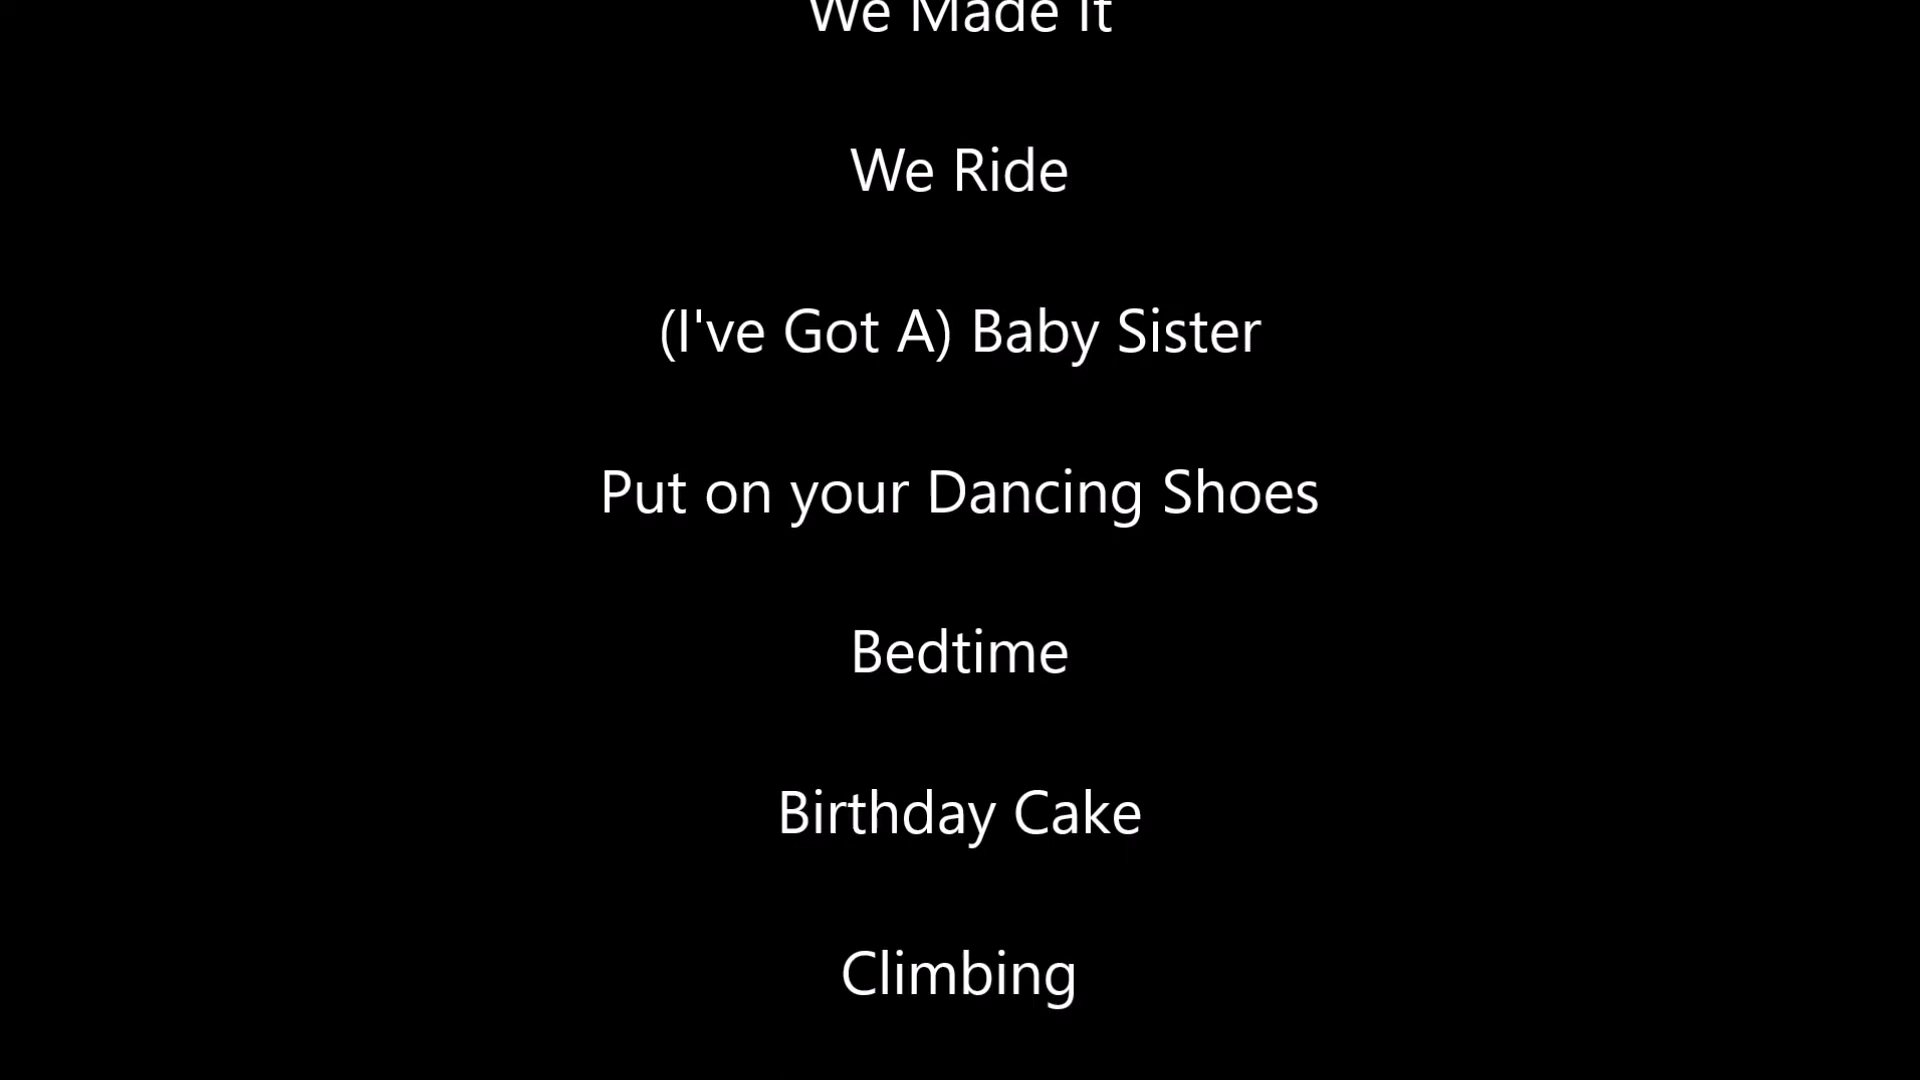 We Made It
We Ride
(I've Got A) Baby Sister
Put on your Dancing Shoes
Bedtime
Birthday Cake
Climbing